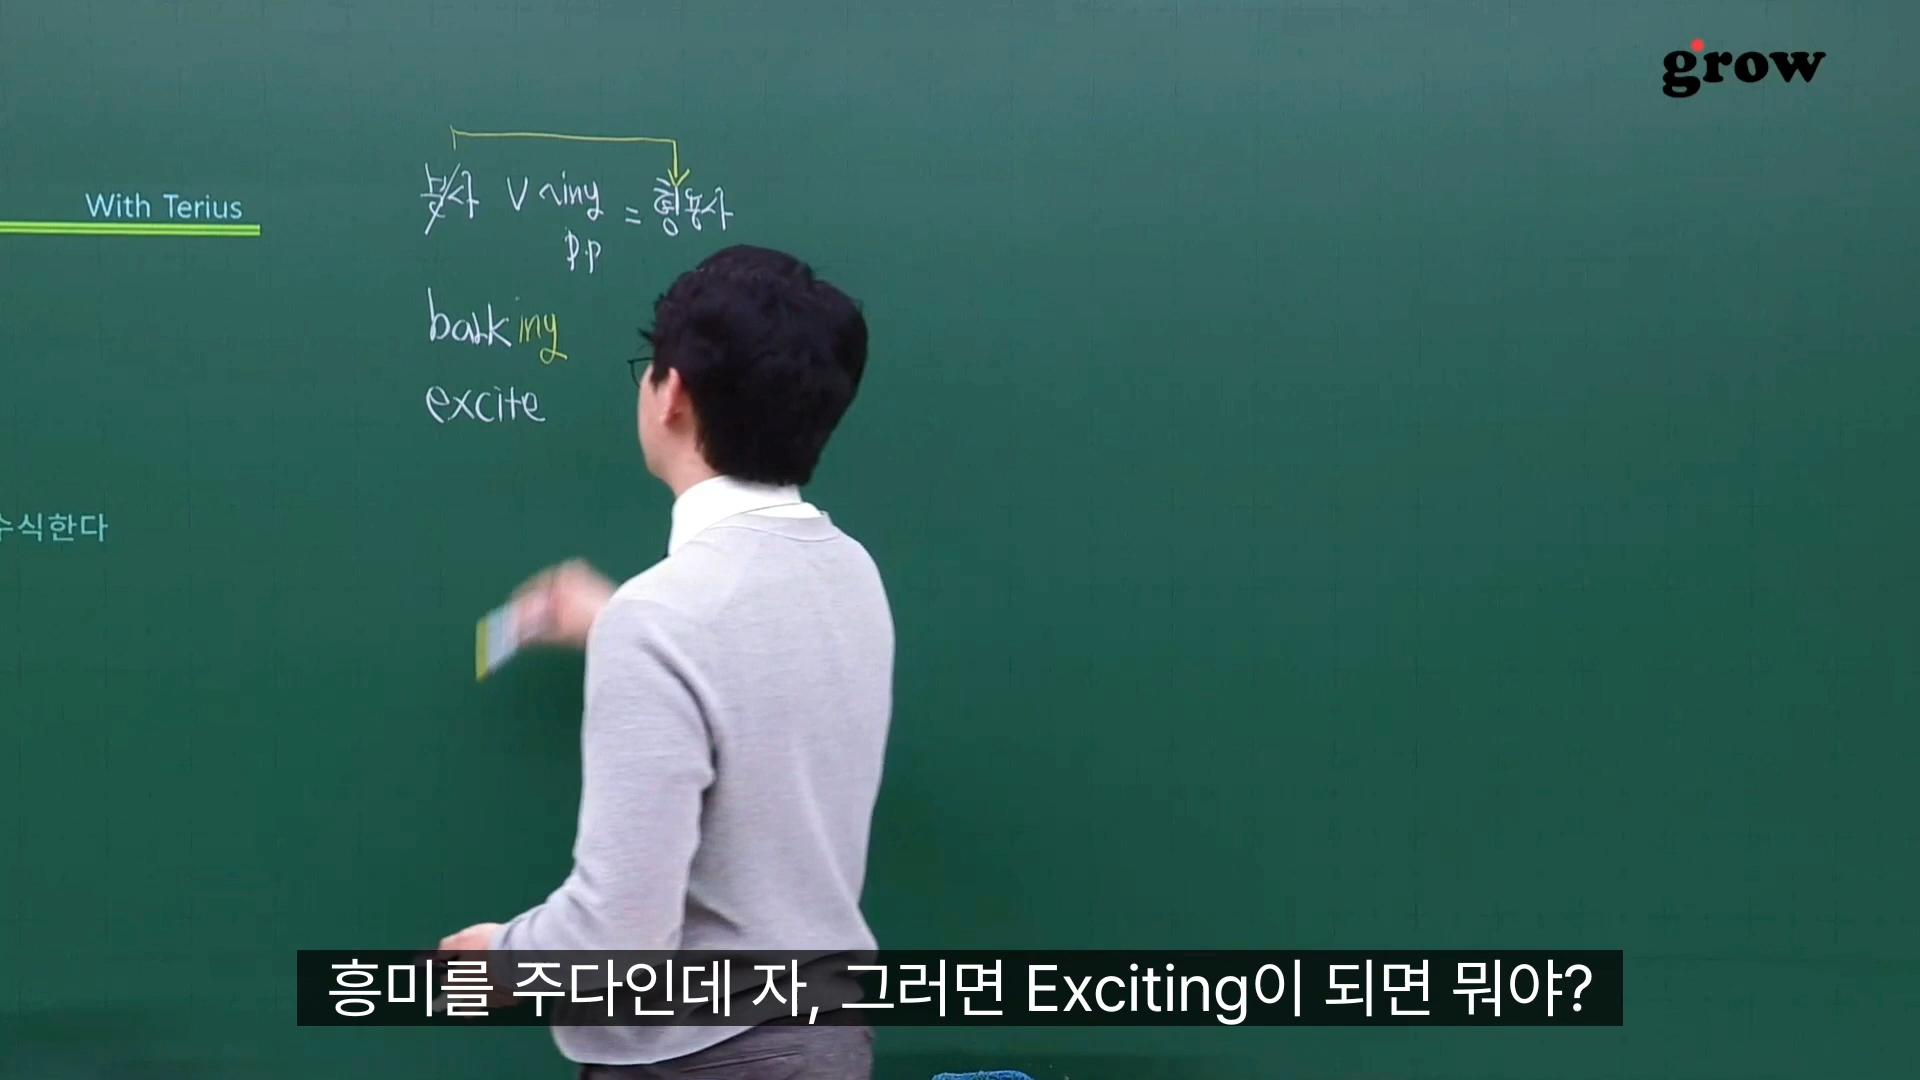 grow
With Terius
부사 V~ing = 형용사
p.p
barking
excite
수식한다
흥미를 주다인데 자, 그러면 Exciting이 되면 뭐야?